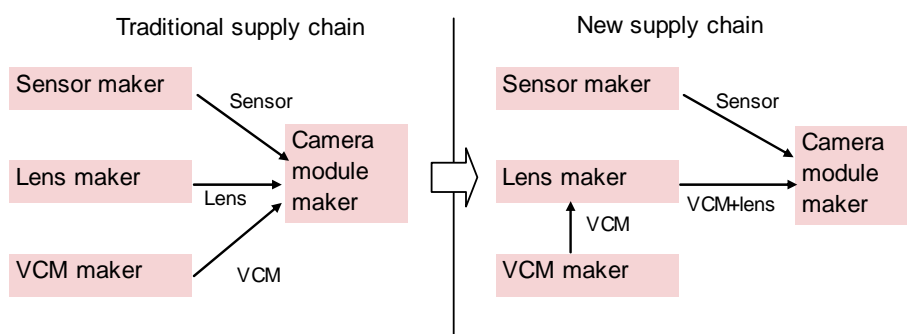 Traditional supply chain
New supply chain
Sensor maker
Sensor
Camera
module
maker
Lens maker
Lens
VCM maker
VCM
Sensor maker
Sensor
Camera
module
maker
Lens maker
VCM+lens
VCM
VCM maker